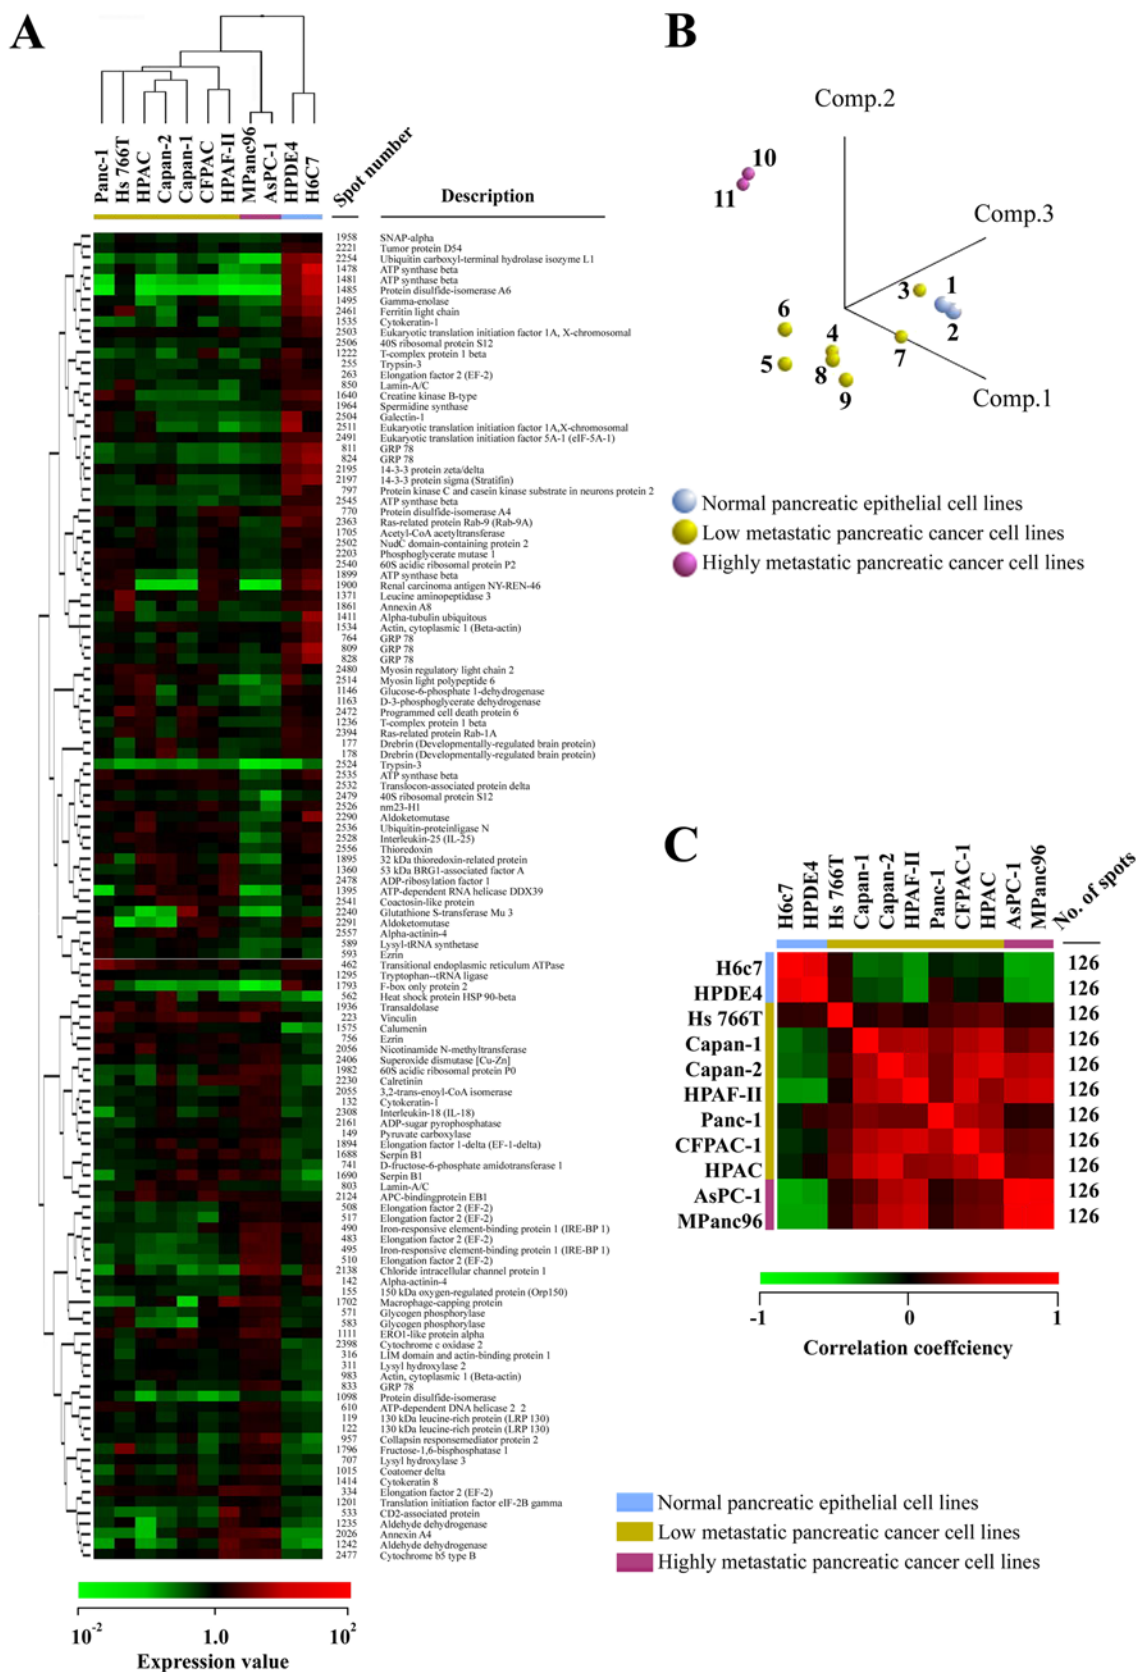 A
Panc-1
Hs 766T
HPAC
Capan-2
Capan-1
CFPAC
HPAF-II
MPanc96
AsPC-1
HPDE4
H6C7
Spot number
Description
1958 SNAP-alpha
2221 Tumor protein D54
2254 Ubiquitin carboxyl-terminal hydrolase isozyme L1
1478 ATP synthase beta
1481 ATP synthase beta
1485 Protein disulfide-isomerase A6
1495 Gamma-enolase
2461 Ferritin light chain
1535 Cytokeratin-1
2503 Eukaryotic translation initiation factor 1A, X-chromosomal
2506 40S ribosomal protein S12
1222 T-complex protein 1 beta
255 Trypsin-3
263 Elongation factor 2 (EF-2)
850 Lamin-A/C
1640 Creatine kinase B-type
1964 Spermidine synthase
2504 Galectin-1
2511 Eukaryotic translation initiation factor 1A,X-chromosomal
2491 Eukaryotic translation initiation factor 5A-1 (eIF-5A-1)
811 GRP 78
824 GRP 78
2195 14-3-3 protein zeta/delta
2197 14-3-3 protein sigma (Stratifin)
797 Protein kinase C and casein kinase substrate in neurons protein 2
2545 ATP synthase beta
770 Protein disulfide-isomerase A4
2363 Ras-related protein Rab-9 (Rab-9A)
1705 Acetyl-CoA acetyltransferase
2502 NudC domain-containing protein 2
2203 Phosphoglycerate mutase 1
2540 60S acidic ribosomal protein P2
1899 ATP synthase beta
1900 Renal carcinoma antigen NY-REN-46
1371 Leucine aminopeptidase 3
1861 Annexin A8
1411 Alpha-tubulin ubiquitous
1534 Actin, cytoplasmic 1 (Beta-actin)
764 GRP 78
809 GRP 78
828 GRP 78
2480 Myosin regulatory light chain 2
2514 Myosin light polypeptide 6
1146 Glucose-6-phosphate 1-dehydrogenase
1163 D-3-phosphoglycerate dehydrogenase
2472 Programmed cell death protein 6
1236 T-complex protein 1 beta
2394 Ras-related protein Rab-1A
177 Drebrin (Developmentally-regulated brain protein)
178 Drebrin (Developmentally-regulated brain protein)
2524 Trypsin-3
2535 ATP synthase beta
2532 Translocon-associated protein delta
2479 40S ribosomal protein S12
2526 nm23-H1
2290 Aldoketomutase
2536 Ubiquitin-proteinligase N
2528 Interleukin-25 (IL-25)
2556 Thioredoxin
1895 32 kDa thioredoxin-related protein
1360 53 kDa BRG1-associated factor A
2478 ADP-ribosylation factor 1
1395 ATP-dependent RNA helicase DDX39
2541 Coactosin-like protein
2240 Glutathione S-transferase Mu 3
2291 Aldoketomutase
2557 Alpha-actinin-4
589 Lysyl-tRNA synthetase
593 Ezrin
462 Transitional endoplasmic reticulum ATPase
1295 Tryptophan--tRNA ligase
1793 F-box only protein 2
562 Heat shock protein HSP 90-beta
1936 Transaldolase
223 Vinculin
1575 Calumenin
756 Ezrin
2056 Nicotinamide N-methyltransferase
2406 Superoxide dismutase [Cu-Zn]
1982 60S acidic ribosomal protein P0
2230 Calretinin
2055 3,2-trans-enoyl-CoA isomerase
132 Cytokeratin-1
2308 Interleukin-18 (IL-18)
2161 ADP-sugar pyrophosphatase
149 Pyruvate carboxylase
1894 Elongation factor 1-delta (EF-1-delta)
1688 Serpin B1
741 D-fructose-6-phosphate amidotransferase 1
1690 Serpin B1
803 Lamin-A/C
2124 APC-bindingprotein EB1
508 Elongation factor 2 (EF-2)
517 Elongation factor 2 (EF-2)
490 Iron-responsive element-binding protein 1 (IRE-BP 1)
483 Elongation factor 2 (EF-2)
495 Iron-responsive element-binding protein 1 (IRE-BP 1)
510 Elongation factor 2 (EF-2)
2138 Chloride intracellular channel protein 1
142 Alpha-actinin-4
155 150 kDa oxygen-regulated protein (Orp150)
1702 Macrophage-capping protein
571 Glycogen phosphorylase
583 Glycogen phosphorylase
1111 ERO1-like protein alpha
2398 Cytochrome c oxidase 2
316 LIM domain and actin-binding protein 1
311 Lysyl hydroxylase 2
983 Actin, cytoplasmic 1 (Beta-actin)
833 GRP 78
1098 Protein disulfide-isomerase
610 ATP-dependent DNA helicase 2 2
119 130 kDa leucine-rich protein (LRP 130)
122 130 kDa leucine-rich protein (LRP 130)
957 Collapsin responsemediator protein 2
1796 Fructose-1,6-bisphosphatase 1
707 Lysyl hydroxylase 3
1015 Coatomer delta
1414 Cytokeratin 8
334 Elongation factor 2 (EF-2)
1201 Translation initiation factor eIF-2B gamma
533 CD2-associated protein
1235 Aldehyde dehydrogenase
2026 Annexin A4
1242 Aldehyde dehydrogenase
2477 Cytochrome b5 type B
10-2 1.0 102
Expression value
B
Comp.2
Comp.3
Comp.1
10
11
3
1
2
6
4
7
5
8
9
Normal pancreatic epithelial cell lines
Low metastatic pancreatic cancer cell lines
Highly metastatic pancreatic cancer cell lines
C
H6c7
HPDE4
Hs 766T
Capan-1
Capan-2
HPAF-II
Panc-1
CFPAC-1
HPAC
AsPC-1
MPanc96
No. of spots
H6c7 126
HPDE4 126
Hs 766T 126
Capan-1 126
Capan-2 126
HPAF-II 126
Panc-1 126
CFPAC-1 126
HPAC 126
AsPC-1 126
MPanc96 126
-1 0 1
Correlation coeffciency
Normal pancreatic epithelial cell lines
Low metastatic pancreatic cancer cell lines
Highly metastatic pancreatic cancer cell lines